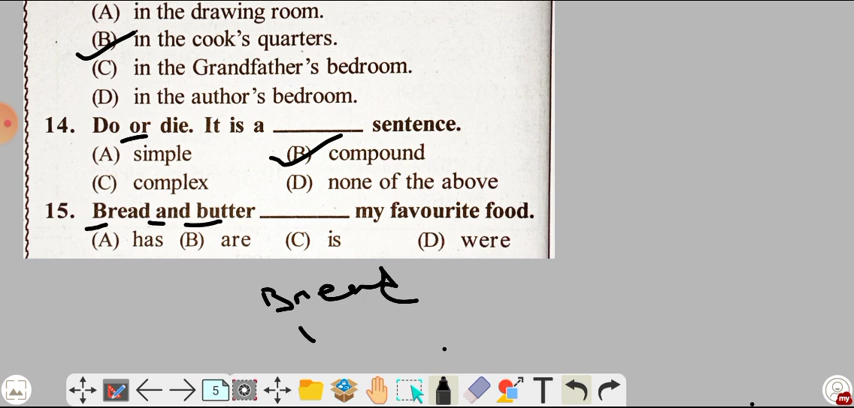 (A) in the drawing room.
(B) in the cook's quarters.
(C) in the Grandfather's bedroom.
(D) in the author's bedroom.
14. Do or die. It is a ________ sentence.
(A) simple (B) compound
(C) complex (D) none of the above
15. Bread and butter ________ my favourite food.
(A) has (B) are (C) is (D) were
5 T
my